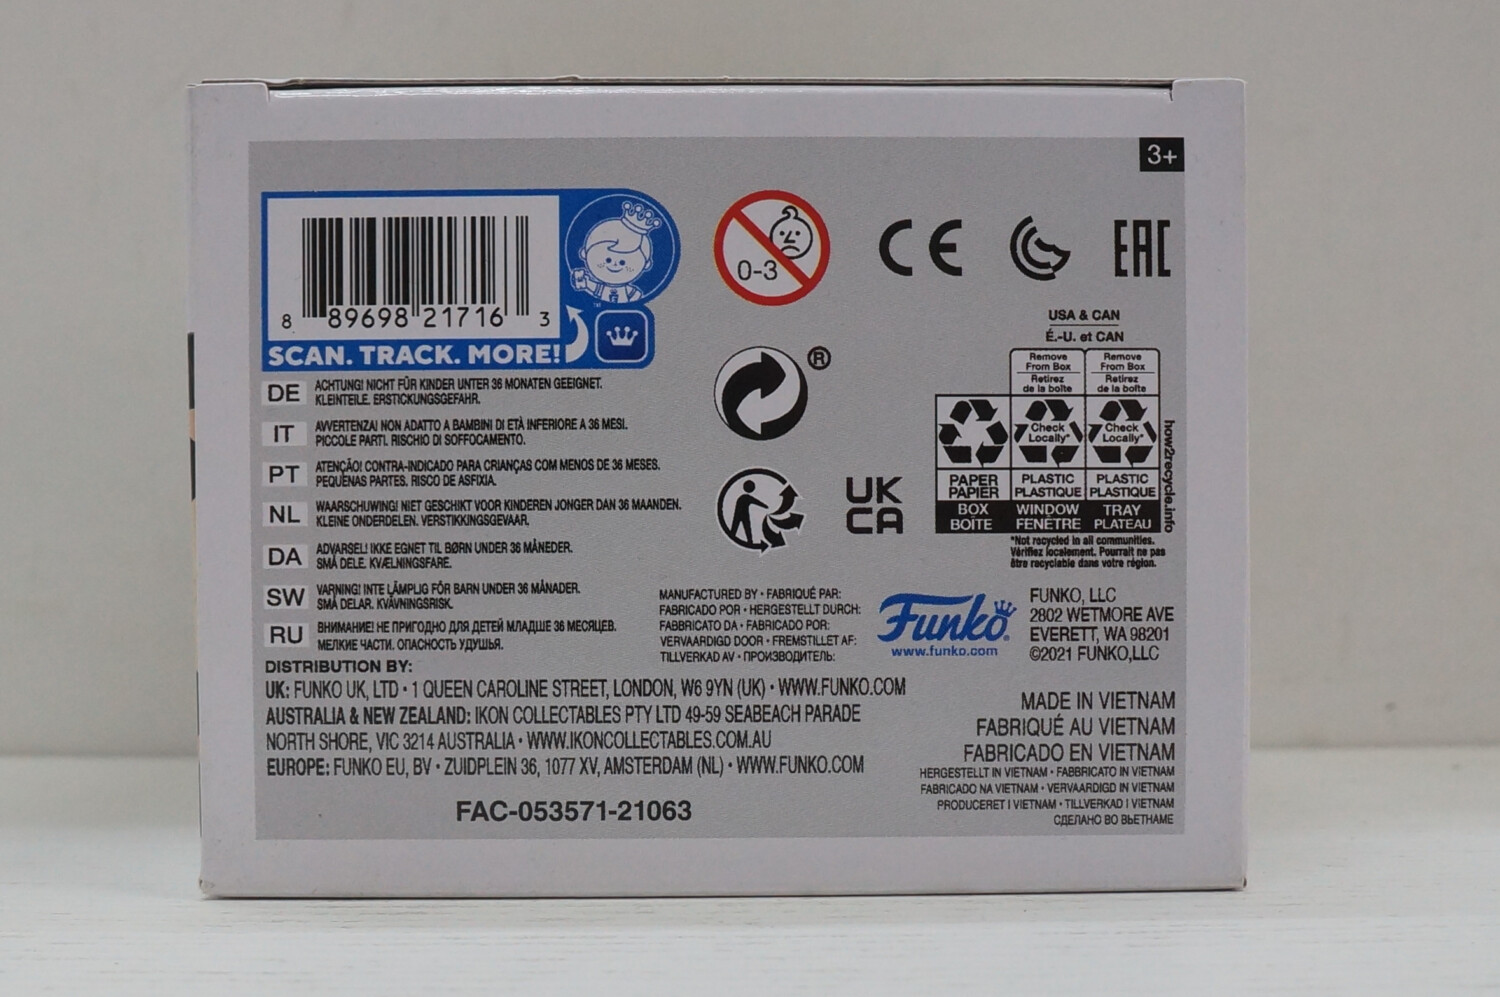 3+
8 89698 21716 3
SCAN. TRACK. MORE!
™
0-3
CE
EAC
®
UK
CA
USA & CAN
É.-U. et CAN
Remove From Box
Retirez de la boîte
Remove From Box
Retirez de la boîte
Check Locally*
Check Locally*
PAPER PAPIER
PLASTIC PLASTIQUE
PLASTIC PLASTIQUE
BOX BOÎTE
WINDOW FENÊTRE
TRAY PLATEAU
how2recycle.info
*Not recycled in all communities.
Vérifiez localement. Pourrait ne pas
être recyclable dans votre région.
DE ACHTUNG! NICHT FÜR KINDER UNTER 36 MONATEN GEEIGNET.
KLEINTEILE. ERSTICKUNGSGEFAHR.
IT AVVERTENZA! NON ADATTO A BAMBINI DI ETÀ INFERIORE A 36 MESI.
PICCOLE PARTI. RISCHIO DI SOFFOCAMENTO.
PT ATENÇÃO! CONTRA-INDICADO PARA CRIANÇAS COM MENOS DE 36 MESES.
PEQUENAS PARTES. RISCO DE ASFIXIA.
NL WAARSCHUWING! NIET GESCHIKT VOOR KINDEREN JONGER DAN 36 MAANDEN.
KLEINE ONDERDELEN. VERSTIKKINGSGEVAAR.
DA ADVARSEL! IKKE EGNET TIL BØRN UNDER 36 MÅNEDER.
SMÅ DELE. KVÆLNINGSFARE.
SW VARNING! INTE LÄMPLIG FÖR BARN UNDER 36 MÅNADER.
SMÅ DELAR. KVÄVNINGSRISK.
RU ВНИМАНИЕ! НЕ ПРИГОДНО ДЛЯ ДЕТЕЙ МЛАДШЕ 36 МЕСЯЦЕВ.
МЕЛКИЕ ЧАСТИ. ОПАСНОСТЬ УДУШЬЯ.
MANUFACTURED BY • FABRIQUÉ PAR:
FABRICADO POR • HERGESTELLT DURCH:
FABBRICATO DA • FABRICADO POR:
VERVAARDIGD DOOR • FREMSTILLET AF:
TILLVERKAD AV • ПРОИЗВОДИТЕЛЬ:
Funko®
www.funko.com
FUNKO, LLC
2802 WETMORE AVE
EVERETT, WA 98201
©2021 FUNKO,LLC
DISTRIBUTION BY:
UK: FUNKO UK, LTD • 1 QUEEN CAROLINE STREET, LONDON, W6 9YN (UK) • WWW.FUNKO.COM
AUSTRALIA & NEW ZEALAND: IKON COLLECTABLES PTY LTD 49-59 SEABEACH PARADE
NORTH SHORE, VIC 3214 AUSTRALIA • WWW.IKONCOLLECTABLES.COM.AU
EUROPE: FUNKO EU, BV • ZUIDPLEIN 36, 1077 XV, AMSTERDAM (NL) • WWW.FUNKO.COM
FAC-053571-21063
MADE IN VIETNAM
FABRIQUÉ AU VIETNAM
FABRICADO EN VIETNAM
HERGESTELLT IN VIETNAM • FABBRICATO IN VIETNAM
FABRICADO NA VIETNAM • VERVAARDIGD IN VIETNAM
PRODUCERET I VIETNAM • TILLVERKAD I VIETNAM
СДЕЛАНО ВО ВЬЕТНАМЕ